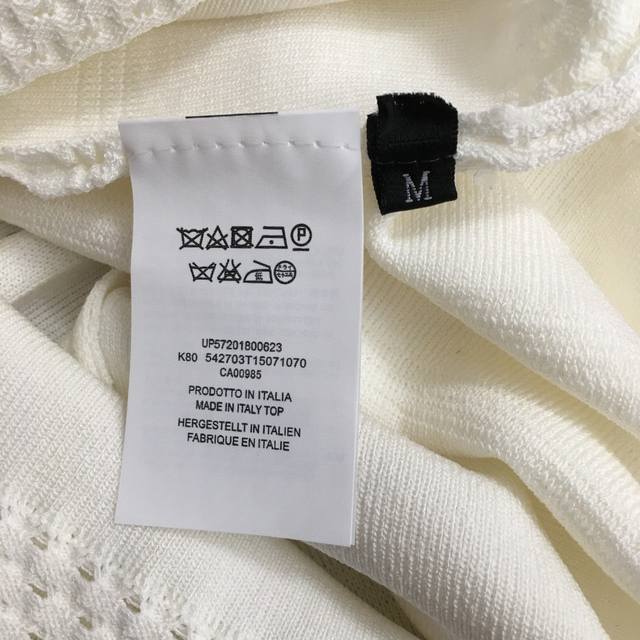 M
P
UP57201800623
K80 542703T15071070
CA00985
PRODOTTO IN ITALIA
MADE IN ITALY TOP
HERGESTELLT IN ITALIEN
FABRIQUE EN ITALIE